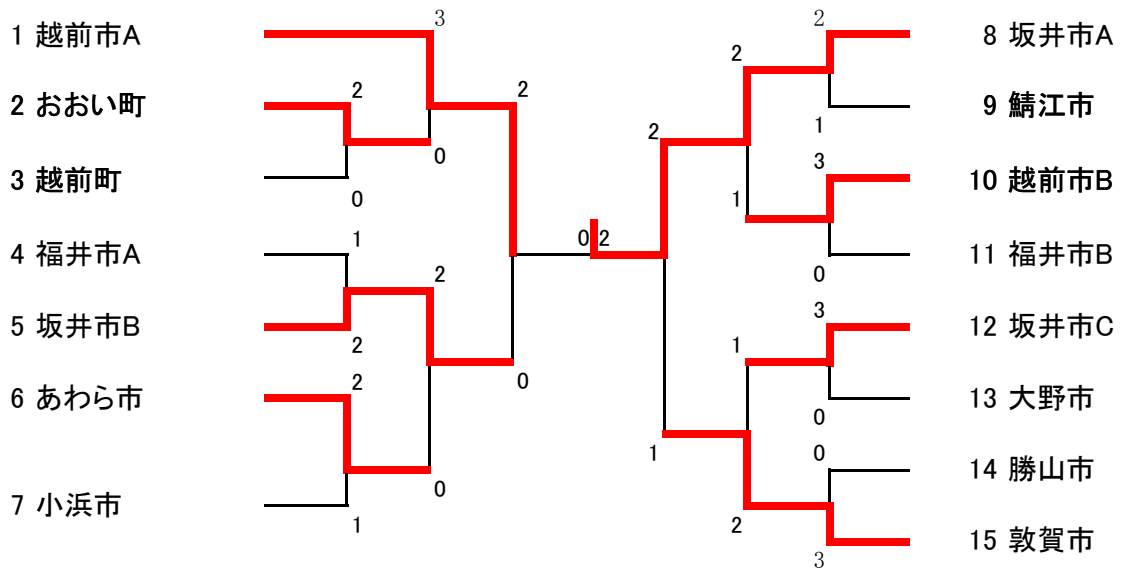 1 越前市A
2 おおい町
3 越前町
4 福井市A
5 坂井市B
6 あわら市
7 小浜市
2
0
1
2
2
1
3
0
2
0
2
0
0 2
2
1
2
1
1
2
2
1
3
0
3
0
0
3
8 坂井市A
9 鯖江市
10 越前市B
11 福井市B
12 坂井市C
13 大野市
14 勝山市
15 敦賀市